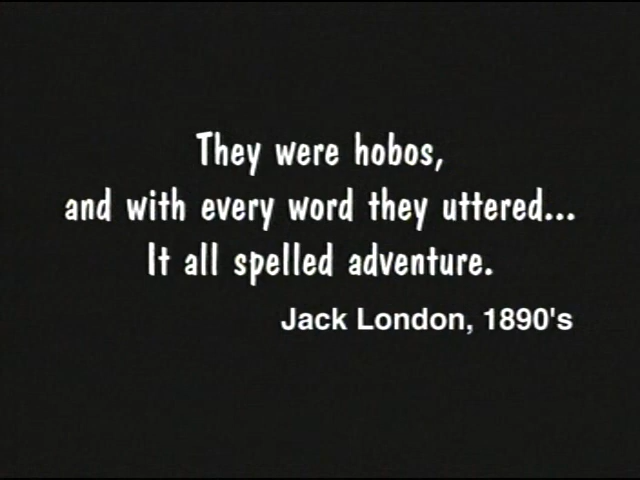 They were hobos,
and with every word they uttered...
It all spelled adventure.
Jack London, 1890's